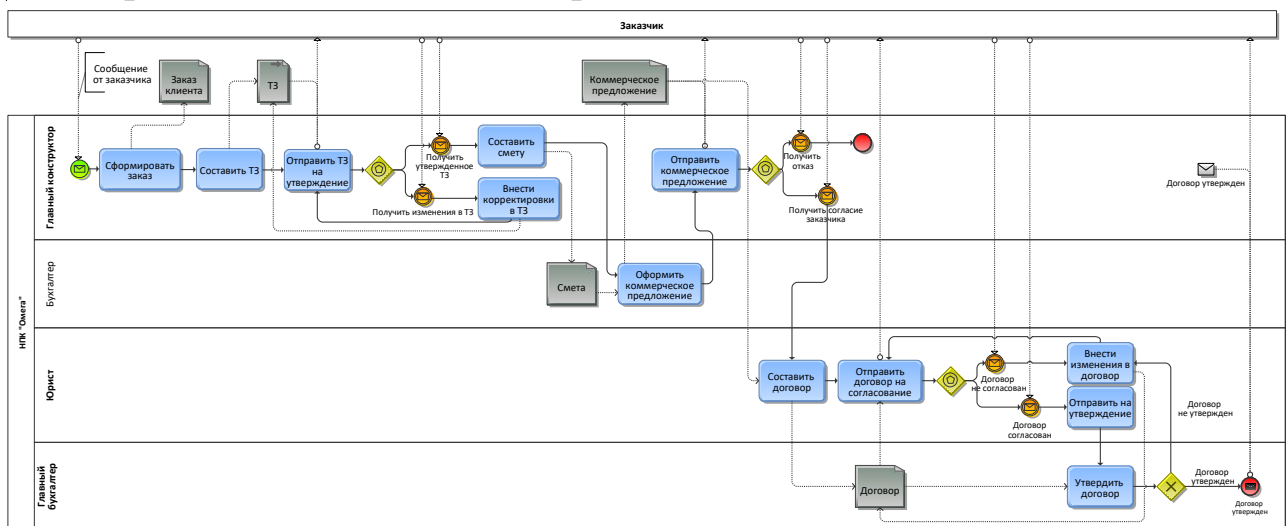 Заказчик
Сообщение
от заказчика
Заказ
клиента
ТЗ
Коммерческое
предложение
НПК "Омега"
Главный конструктор
Сформировать
заказ
Составить ТЗ
Отправить ТЗ
на
утверждение
Получить
утвержденное
ТЗ
Получить изменения в ТЗ
Составить
смету
Внести
корректировки
в ТЗ
Отправить
коммерческое
предложение
Получить
отказ
Получить согласие
заказчика
Договор утвержден
Бухгалтер
Смета
Оформить
коммерческое
предложение
Юрист
Составить
договор
Отправить
договор на
согласование
Договор
не согласован
Договор
согласован
Внести
изменения в
договор
Отправить на
утверждение
Договор
не утвержден
Главный
бухгалтер
Договор
Утвердить
договор
Договор
утвержден
Договор
утвержден